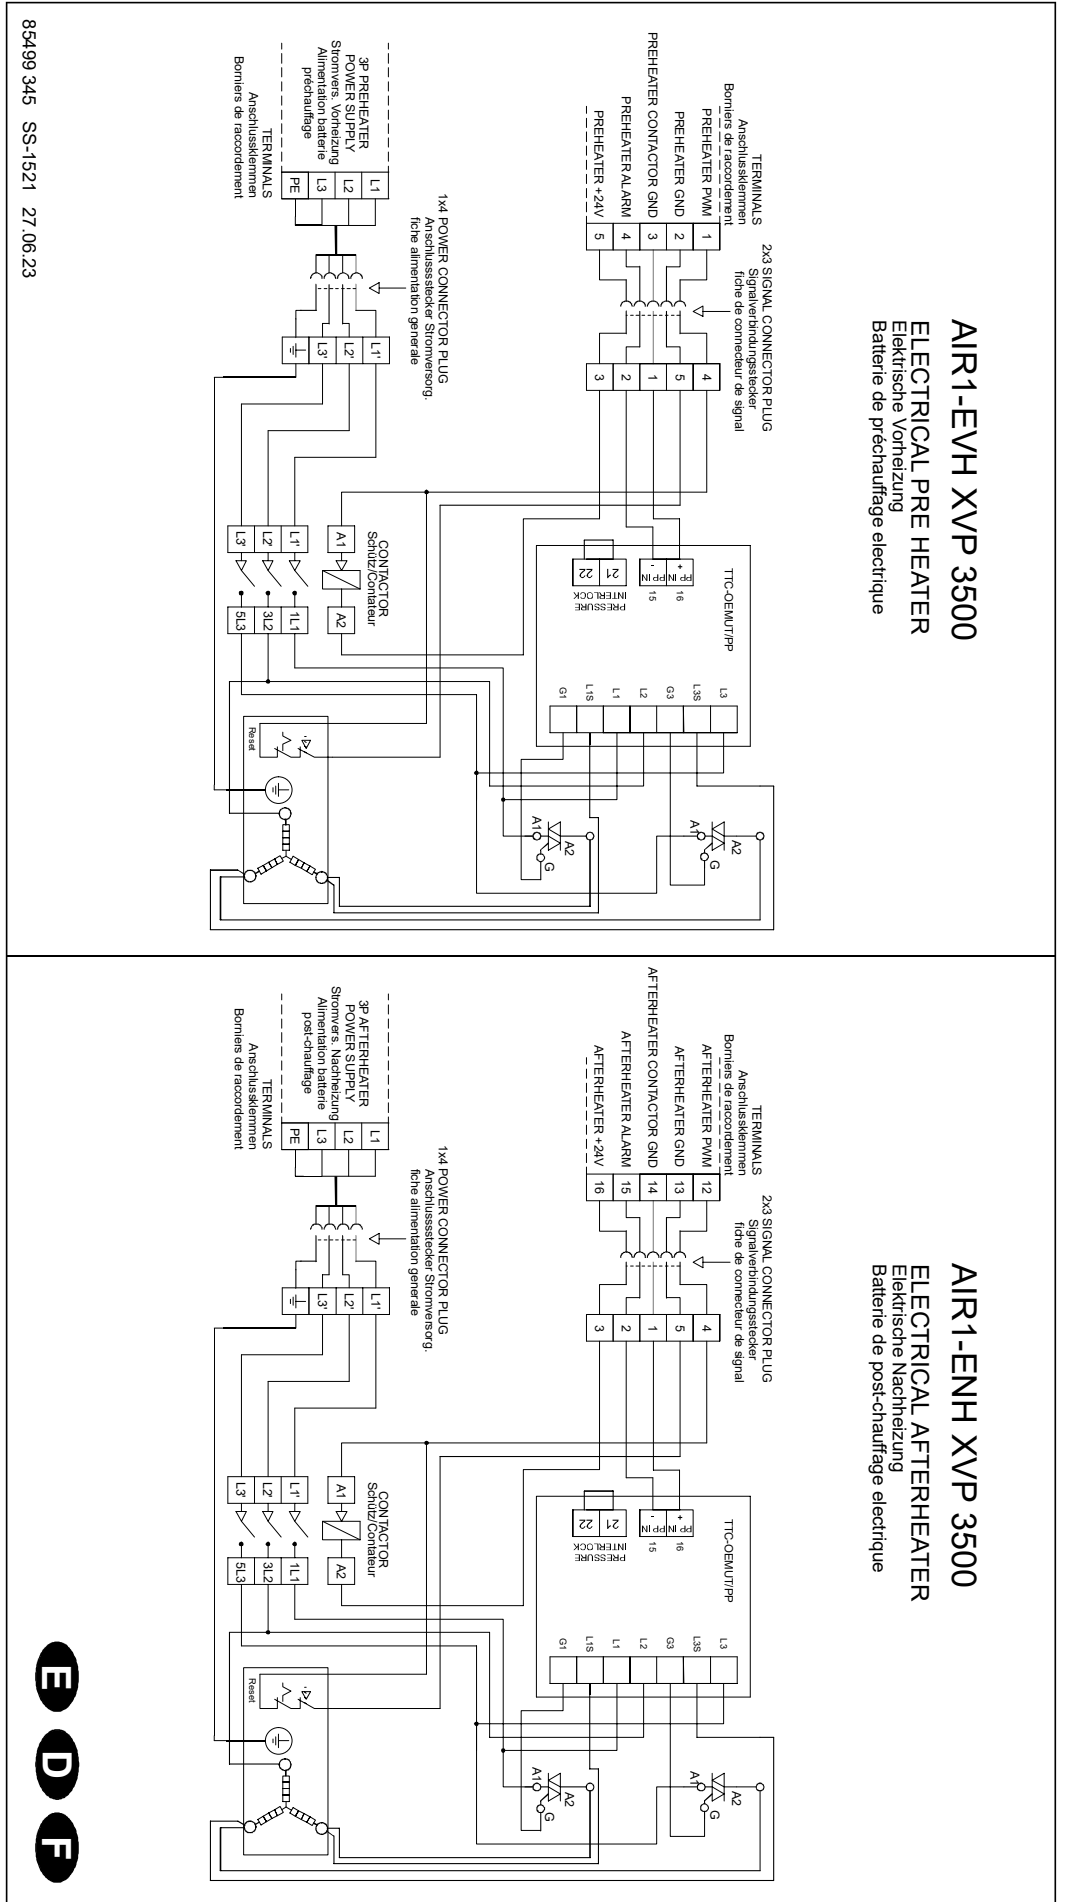 AIR1-EVH XVP 3500
ELECTRICAL PRE HEATER
Elektrische Vorheizung
Batterie de préchauffage electrique
TERMINALS
Anschlussklemmen
Borniers de raccordement
PREHEATER PWM
PREHEATER GND
PREHEATER CONTACTOR GND
PREHEATER ALARM
PREHEATER +24V
1
2
3
4
5
2x3 SIGNAL CONNECTOR PLUG
Signalverbindungsstecker
fiche de connecteur de signal
4
5
1
2
3
TTC-OEMUT/PP
+
PP IN
-
PP IN
16
15
21
22
PRESSURE
INTERLOCK
L3
L3S
G3
L2
L1
L1S
G1
A1
A2
G
A1
A2
G
3P PREHEATER
POWER SUPPLY
Stromvers. Vorheizung
Alimentation batterie
préchauffage
L1
L2
L3
PE
TERMINALS
Anschlussklemmen
Borniers de raccordement
1x4 POWER CONNECTOR PLUG
Anschlussstecker Stromversorg.
fiche alimentation generale
L1'
L2'
L3'
CONTACTOR
Schütz/Contateur
A1
A2
L1'
L2'
L3'
1L1
3L2
5L3
Reset
AIR1-ENH XVP 3500
ELECTRICAL AFTERHEATER
Elektrische Nachheizung
Batterie de post-chauffage electrique
TERMINALS
Anschlussklemmen
Borniers de raccordement
AFTERHEATER PWM
AFTERHEATER GND
AFTERHEATER CONTACTOR GND
AFTERHEATER ALARM
AFTERHEATER +24V
12
13
14
15
16
2x3 SIGNAL CONNECTOR PLUG
Signalverbindungsstecker
fiche de connecteur de signal
4
5
1
2
3
TTC-OEMUT/PP
+
PP IN
-
PP IN
16
15
21
22
PRESSURE
INTERLOCK
L3
L3S
G3
L2
L1
L1S
G1
A1
A2
G
A1
A2
G
3P AFTERHEATER
POWER SUPPLY
Stromvers. Nachheizung
Alimentation batterie
post-chauffage
L1
L2
L3
PE
TERMINALS
Anschlussklemmen
Borniers de raccordement
1x4 POWER CONNECTOR PLUG
Anschlussstecker Stromversorg.
fiche alimentation generale
L1'
L2'
L3'
CONTACTOR
Schütz/Contateur
A1
A2
L1'
L2'
L3'
1L1
3L2
5L3
Reset
85499 345 SS-1521 27.06.23
E D F